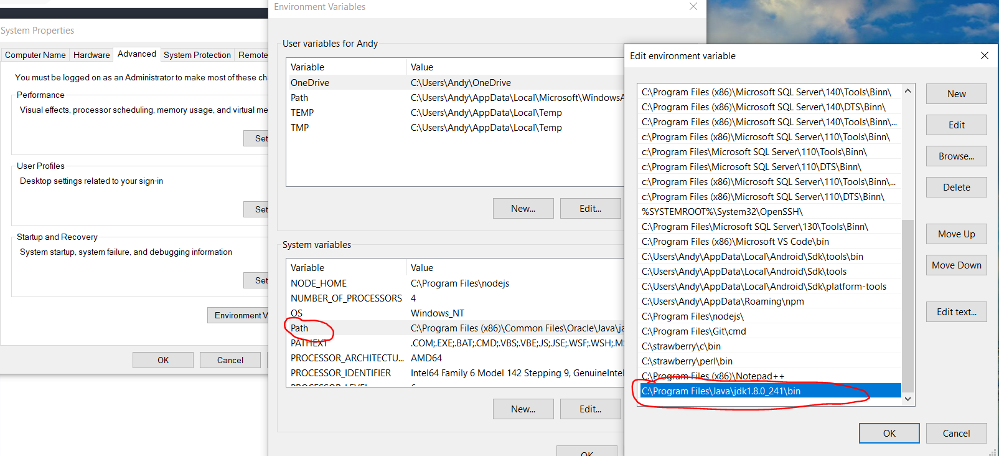 System Properties
Computer Name
Hardware
Advanced
System Protection
Remote
You must be logged on as an Administrator to make most of these cha
Performance
Visual effects, processor scheduling, memory usage, and virtual me
Set
User Profiles
Desktop settings related to your sign-in
Set
Startup and Recovery
System startup, system failure, and debugging information
Set
Environment V
OK
Cancel
Environment Variables
User variables for Andy
Variable Value
OneDrive C:\Users\Andy\OneDrive
Path C:\Users\Andy\AppData\Local\Microsoft\WindowsA
TEMP C:\Users\Andy\AppData\Local\Temp
TMP C:\Users\Andy\AppData\Local\Temp
New...
Edit...
System variables
Variable Value
NODE_HOME C:\Program Files\nodejs
NUMBER_OF_PROCESSORS 4
OS Windows_NT
Path C:\Program Files (x86)\Common Files\Oracle\Java\ja
PATHEXT .COM;.EXE;.BAT;.CMD;.VBS;.VBE;.JS;.JSE;.WSF;.WSH;.MS
PROCESSOR_ARCHITECTU... AMD64
PROCESSOR_IDENTIFIER Intel64 Family 6 Model 142 Stepping 9, GenuineIntel
PROCESSOR_LEVEL 6
New...
Edit...
OK
Edit environment variable
C:\Program Files (x86)\Microsoft SQL Server\140\Tools\Binn\
C:\Program Files (x86)\Microsoft SQL Server\140\DTS\Binn\
C:\Program Files (x86)\Microsoft SQL Server\140\Tools\Binn\...
c:\Program Files (x86)\Microsoft SQL Server\110\Tools\Binn\
c:\Program Files\Microsoft SQL Server\110\Tools\Binn\
c:\Program Files\Microsoft SQL Server\110\DTS\Binn\
c:\Program Files (x86)\Microsoft SQL Server\110\Tools\Binn\...
c:\Program Files (x86)\Microsoft SQL Server\110\DTS\Binn\
%SYSTEMROOT%\System32\OpenSSH\
C:\Program Files\Microsoft SQL Server\130\Tools\Binn\
C:\Program Files (x86)\Microsoft VS Code\bin
C:\Users\Andy\AppData\Local\Android\Sdk\tools\bin
C:\Users\Andy\AppData\Local\Android\Sdk\tools
C:\Users\Andy\AppData\Local\Android\Sdk\platform-tools
C:\Users\Andy\AppData\Roaming\npm
C:\Program Files\nodejs\
C:\Program Files\Git\cmd
C:\strawberry\c\bin
C:\strawberry\perl\bin
C:\Program Files (x86)\Notepad++
C:\Program Files\Java\jdk1.8.0_241\bin
New
Edit
Browse...
Delete
Move Up
Move Down
Edit text...
OK
Cancel